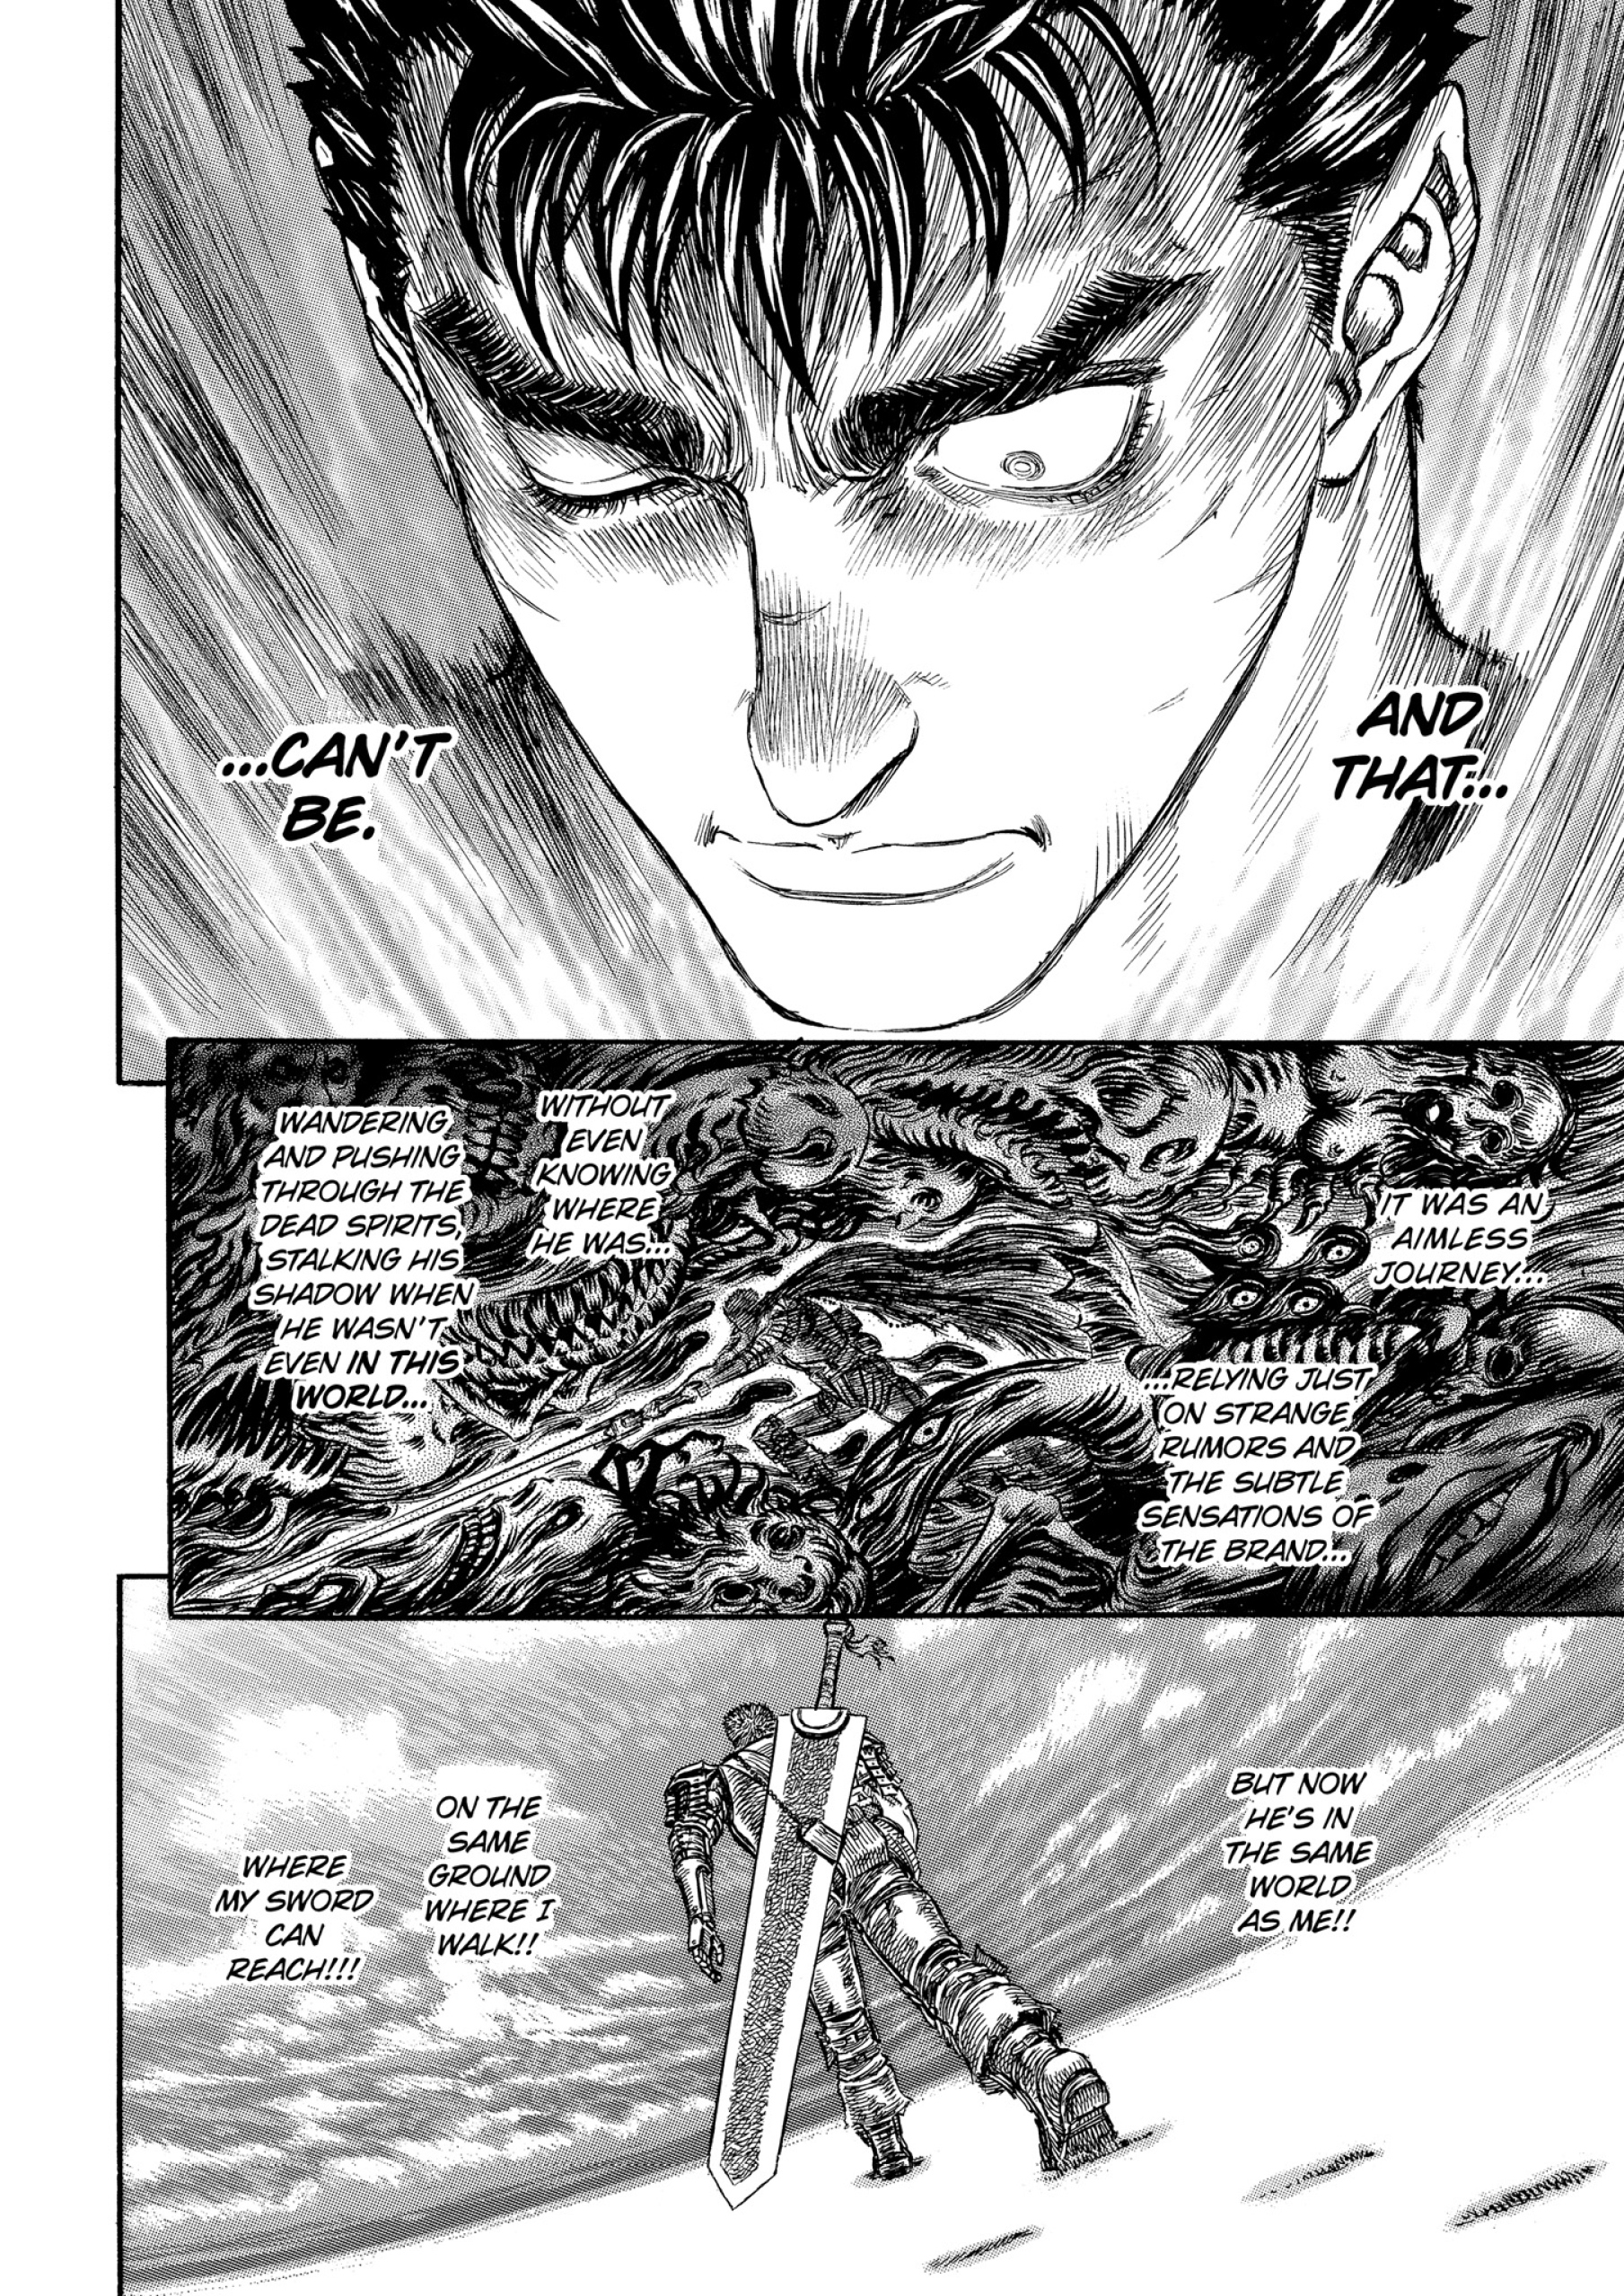 AND
THAT...
...CAN'T
BE.
IT WAS AN
AIMLESS
JOURNEY...
...RELYING JUST
ON STRANGE
RUMORS AND
THE SUBTLE
SENSATIONS OF
THE BRAND...
WITHOUT
EVEN
KNOWING
WHERE
HE WAS...
WANDERING
AND PUSHING
THROUGH THE
DEAD SPIRITS,
STALKING HIS
SHADOW WHEN
HE WASN'T
EVEN IN THIS
WORLD...
BUT NOW
HE'S IN
THE SAME
WORLD
AS ME!!
ON THE
SAME
GROUND
WHERE I
WALK!!
WHERE
MY SWORD
CAN
REACH!!!